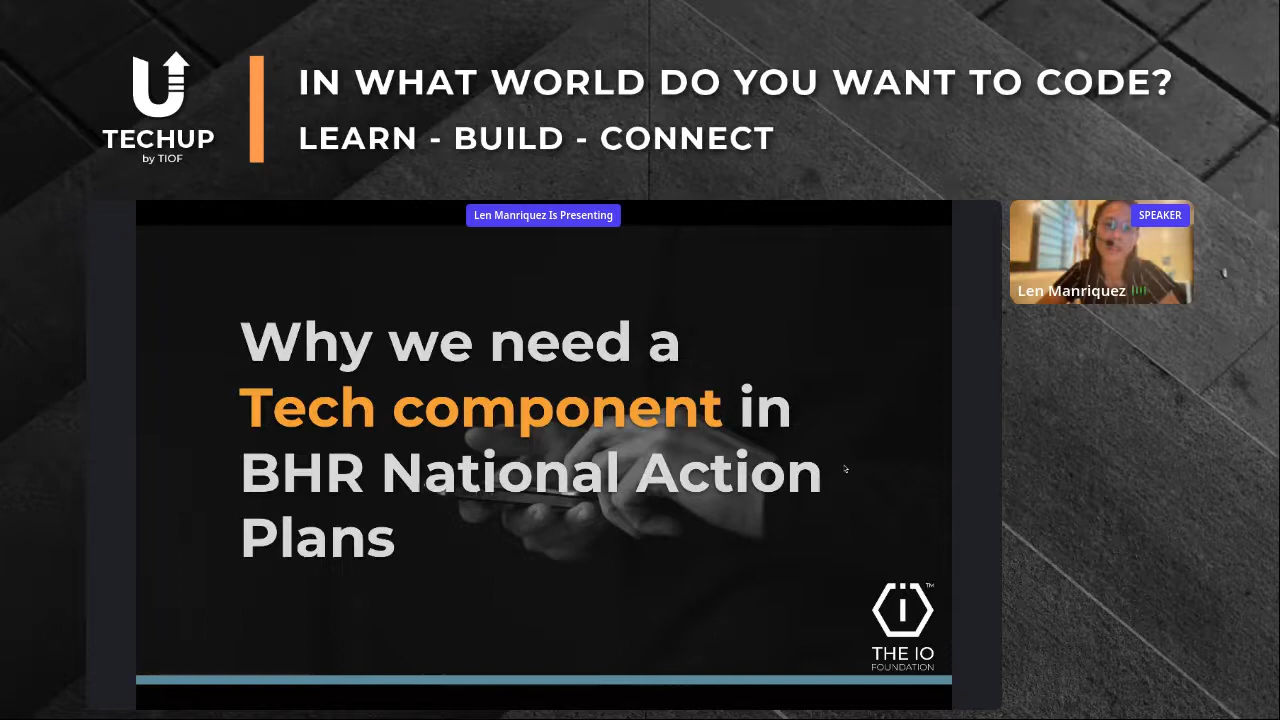 TECHUP
by TIOF
IN WHAT WORLD DO YOU WANT TO CODE?
LEARN - BUILD - CONNECT
Len Manriquez Is Presenting
SPEAKER
Len Manriquez
Why we need a
Tech component in
BHR National Action
Plans
THE IO
FOUNDATION
TM